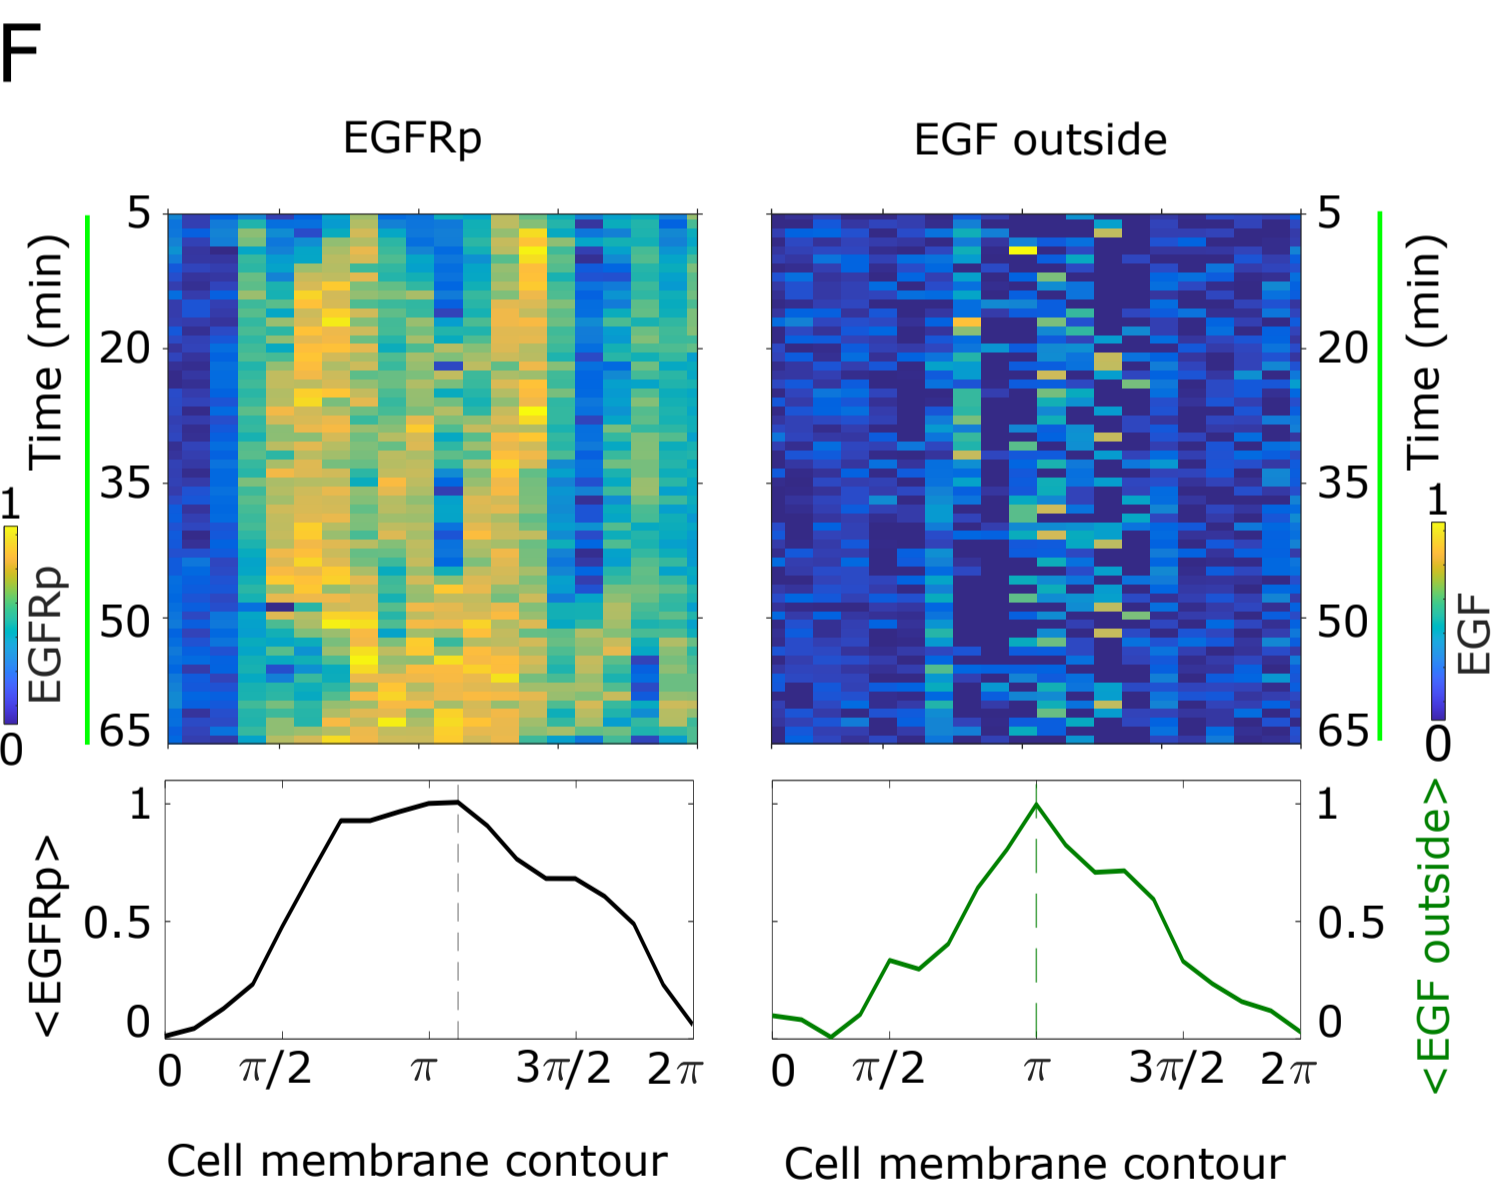 F
EGFRp
EGF outside
Time (min)
5
20
35
50
65
1
EGFRp
0
5
20
35
50
65
Time (min)
1
EGF
0
<EGFRp>
1
0.5
0
0 π/2 π 3π/2 2π
Cell membrane contour
1
0.5
0
<EGF outside>
0 π/2 π 3π/2 2π
Cell membrane contour